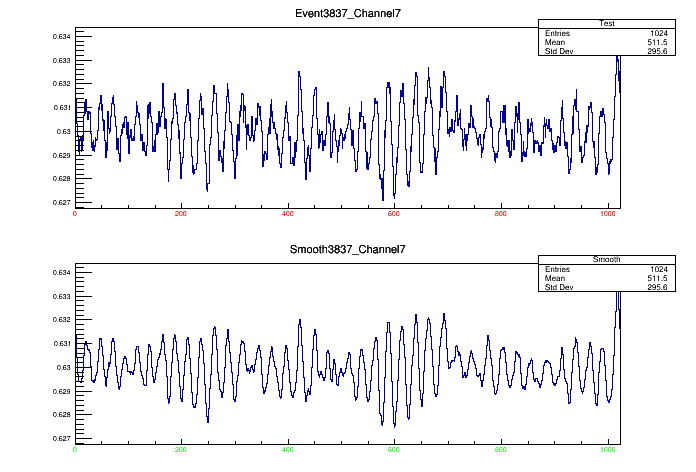 Event3837_Channel7
Test
Entries 1024
Mean 511.5
Std Dev 295.6
0.634
0.633
0.632
0.631
0.63
0.629
0.628
0.627
0 200 400 600 800 1000
Smooth3837_Channel7
Smooth
Entries 1024
Mean 511.5
Std Dev 295.6
0.634
0.633
0.632
0.631
0.63
0.629
0.628
0.627
0 200 400 600 800 1000